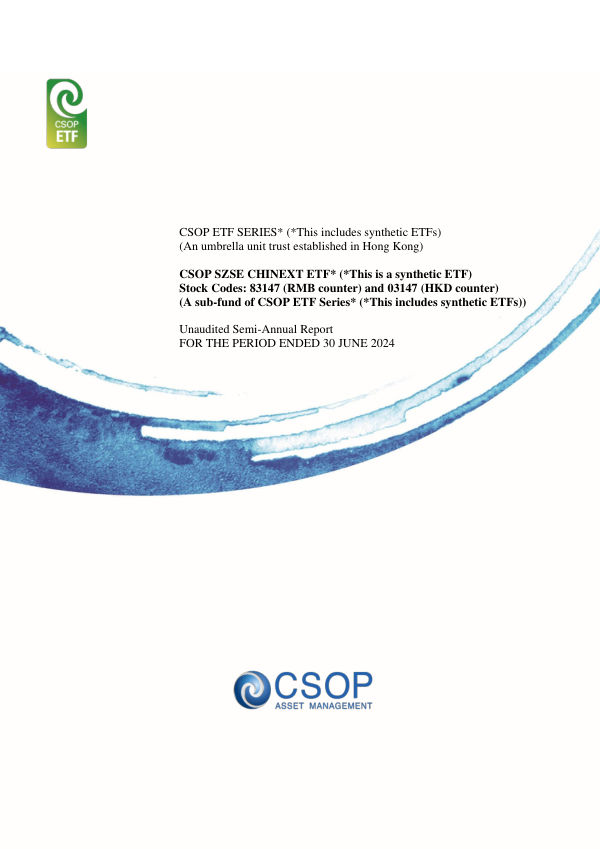 CSOP
ETF
CSOP ETF SERIES* (*This includes synthetic ETFs)
(An umbrella unit trust established in Hong Kong)
CSOP SZSE CHINEXT ETF* (*This is a synthetic ETF)
Stock Codes: 83147 (RMB counter) and 03147 (HKD counter)
(A sub-fund of CSOP ETF Series* (*This includes synthetic ETFs))
Unaudited Semi-Annual Report
FOR THE PERIOD ENDED 30 JUNE 2024
CSOP
ASSET MANAGEMENT